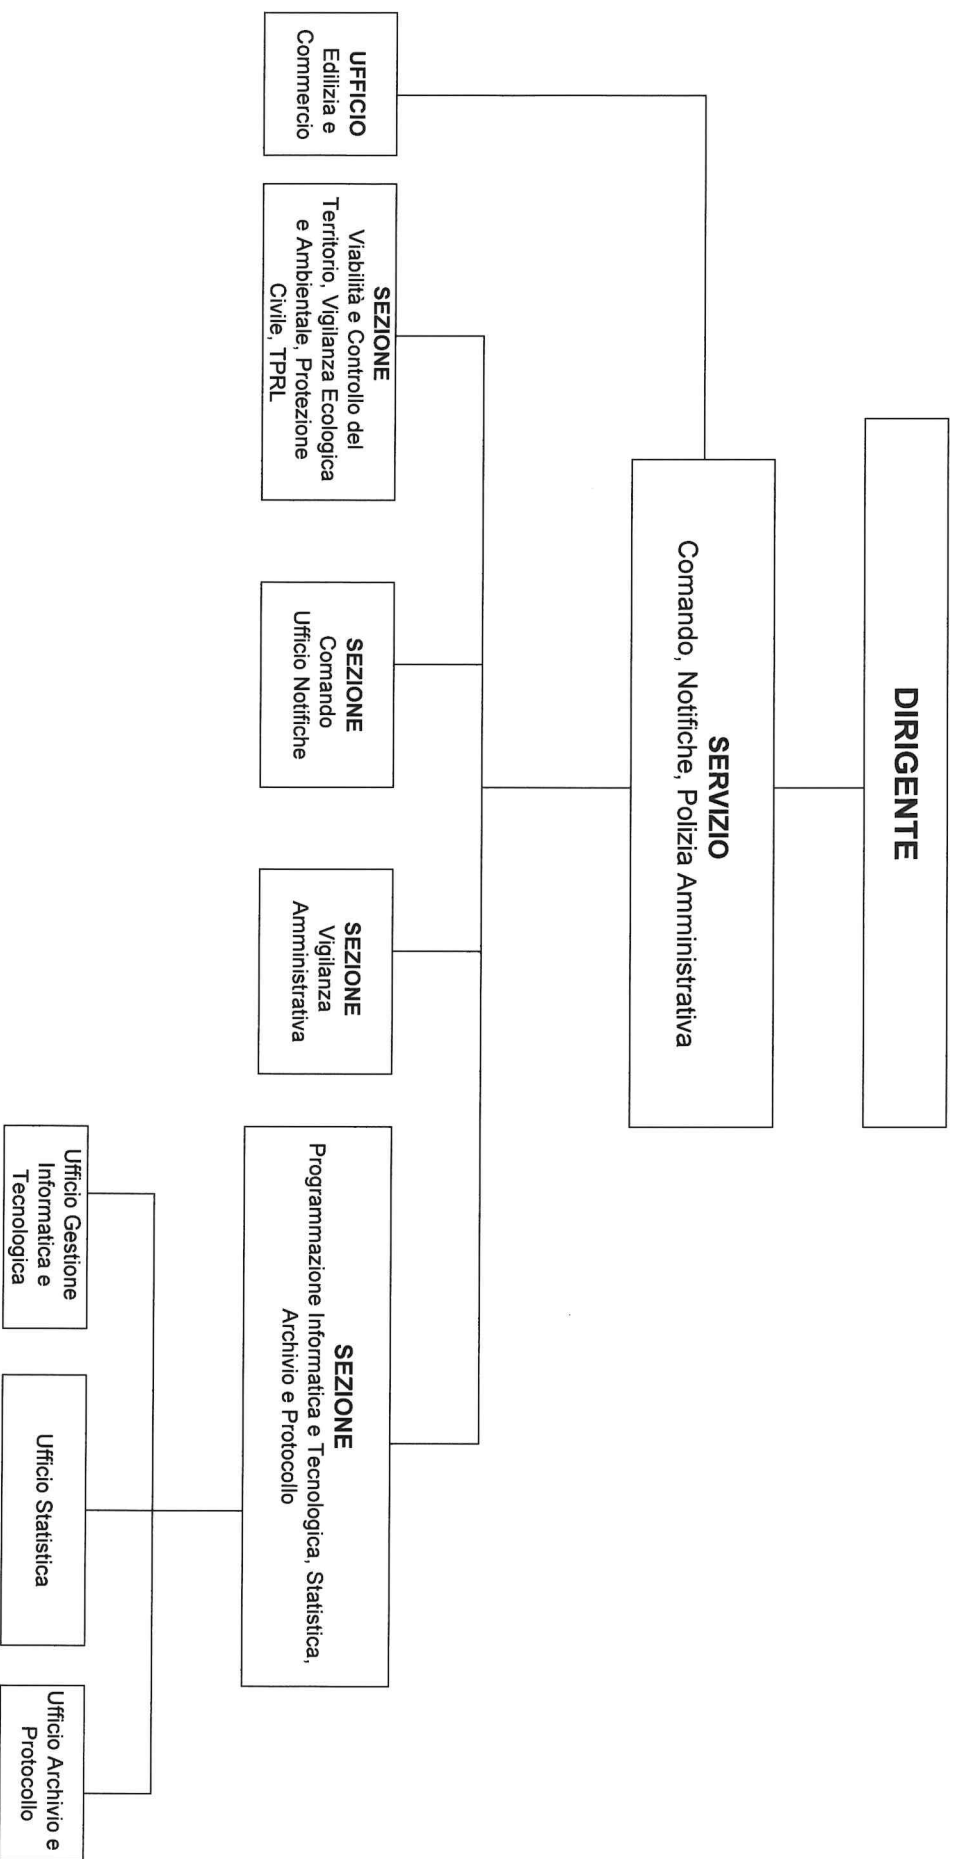 DIRIGENTE
SERVIZIO
Comando, Notifiche, Polizia Amministrativa
UFFICIO
Edilizia e
Commercio
SEZIONE
Viabilità e Controllo del
Territorio, Vigilanza Ecologica
e Ambientale, Protezione
Civile, TPRL
SEZIONE
Comando
Ufficio Notifiche
SEZIONE
Vigilanza
Amministrativa
SEZIONE
Programmazione Informatica e Tecnologica, Statistica,
Archivio e Protocollo
Ufficio Gestione
Informatica e
Tecnologica
Ufficio Statistica
Ufficio Archivio e
Protocollo